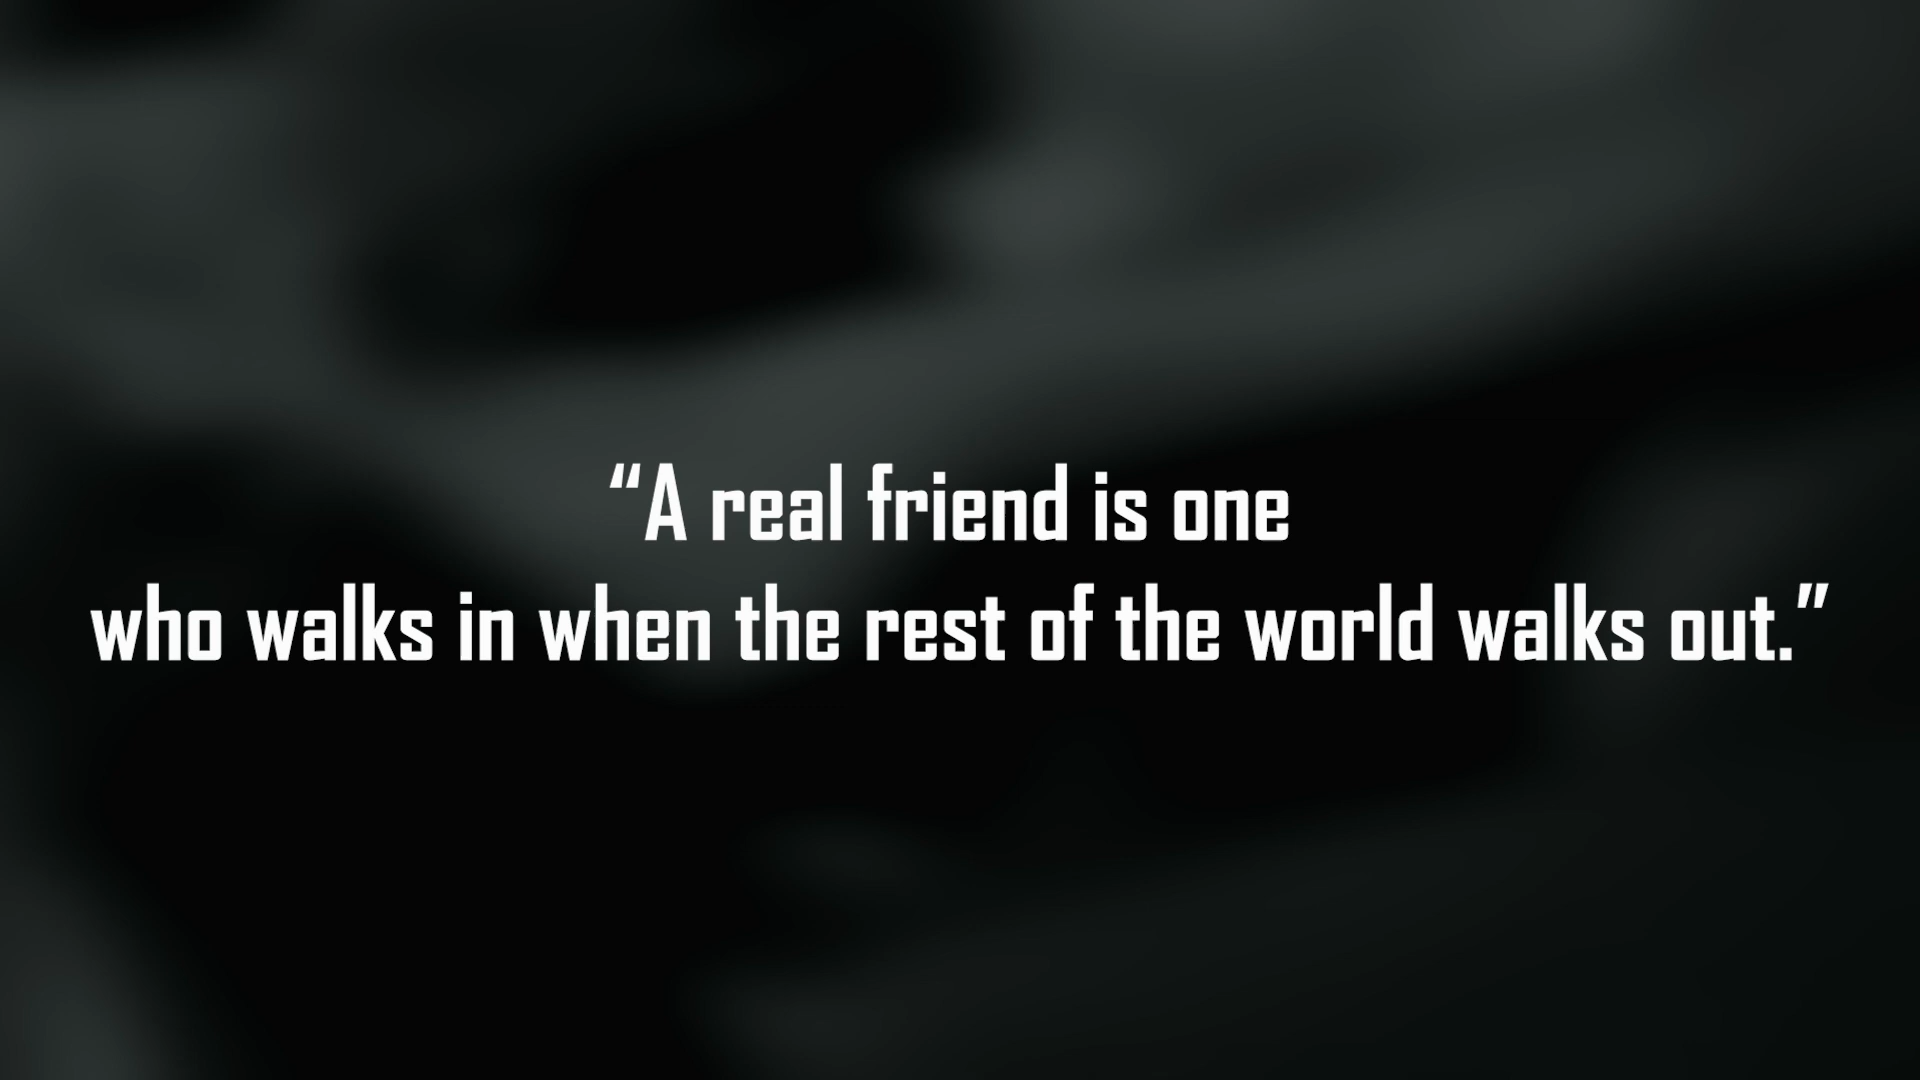 “A real friend is one
who walks in when the rest of the world walks out.”